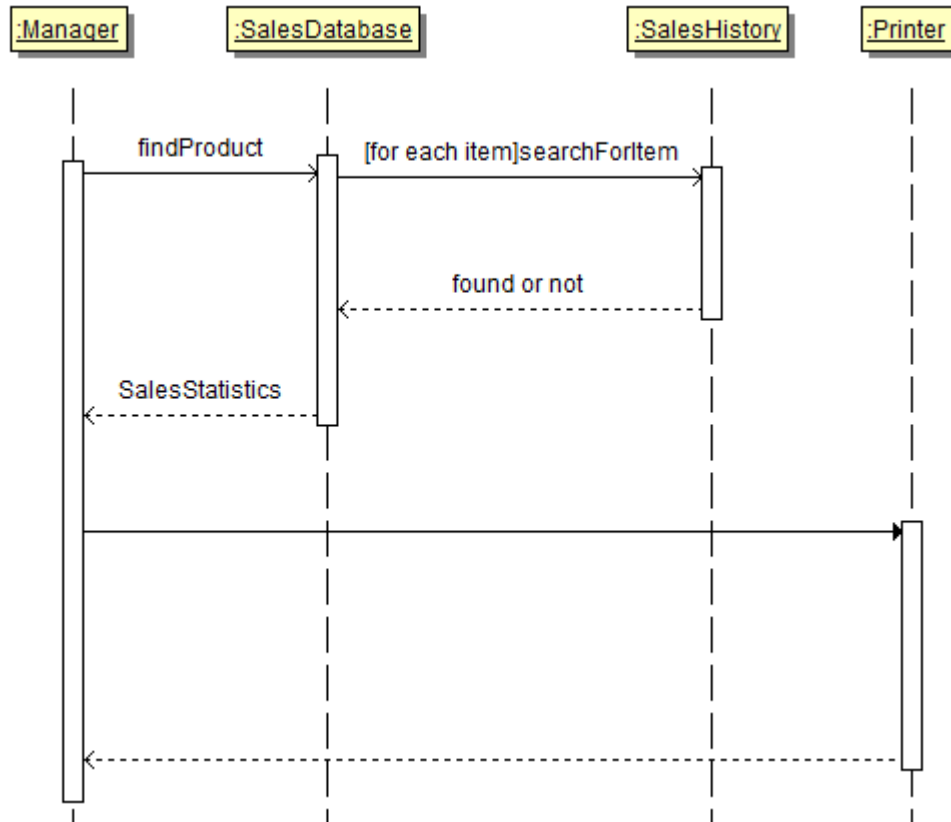 :Manager
:SalesDatabase
:SalesHistory
:Printer
findProduct
[for each item]searchForItem
found or not
SalesStatistics